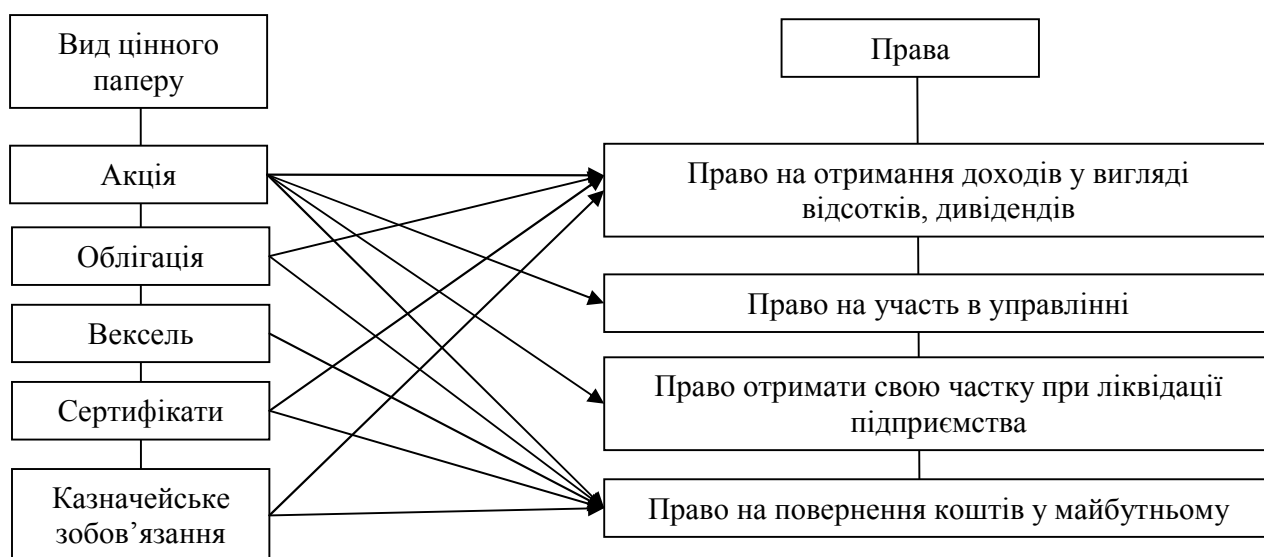 Вид цінного
паперу
Права
Акція
Право на отримання доходів у вигляді
відсотків, дивідендів
Облігація
Право на участь в управлінні
Вексель
Право отримати свою частку при ліквідації
підприємства
Сертифікати
Казначейське
зобов’язання
Право на повернення коштів у майбутньому